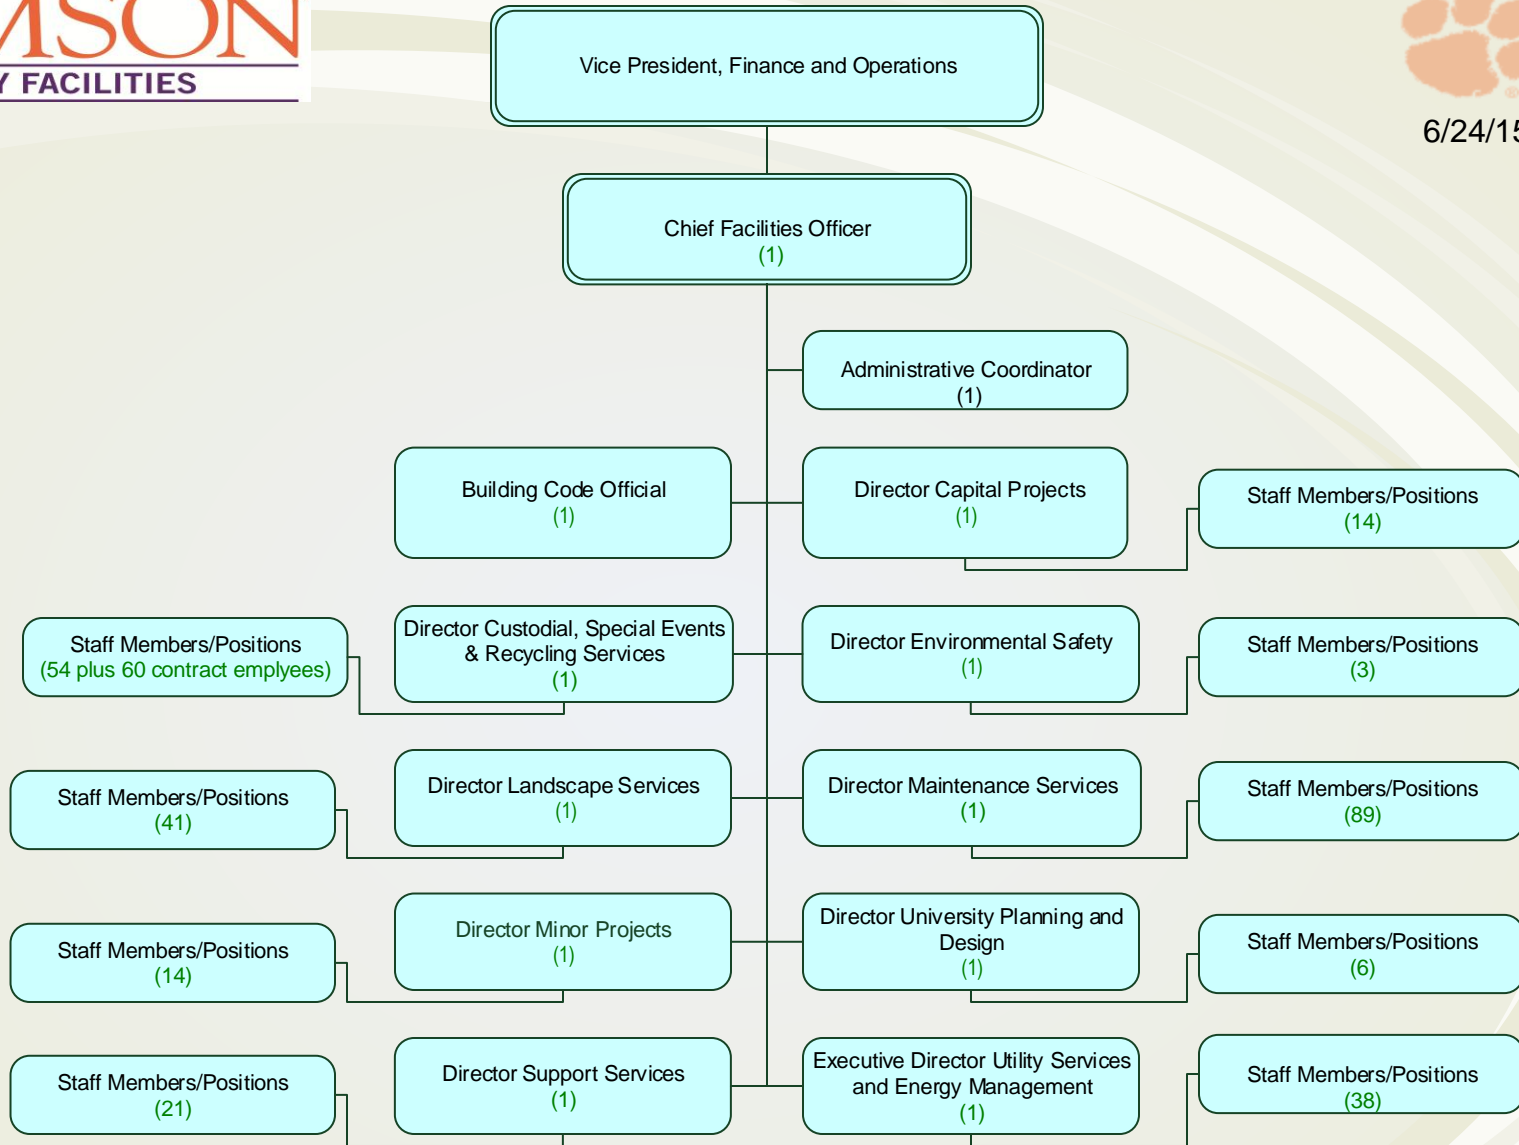 MSON
Y FACILITIES
6/24/15
Vice President, Finance and Operations
Chief Facilities Officer
(1)
Administrative Coordinator
(1)
Building Code Official
(1)
Director Capital Projects
(1)
Staff Members/Positions
(14)
Staff Members/Positions
(54 plus 60 contract emplyees)
Director Custodial, Special Events
& Recycling Services
(1)
Director Environmental Safety
(1)
Staff Members/Positions
(3)
Staff Members/Positions
(41)
Director Landscape Services
(1)
Director Maintenance Services
(1)
Staff Members/Positions
(89)
Staff Members/Positions
(14)
Director Minor Projects
(1)
Director University Planning and
Design
(1)
Staff Members/Positions
(6)
Staff Members/Positions
(21)
Director Support Services
(1)
Executive Director Utility Services
and Energy Management
(1)
Staff Members/Positions
(38)